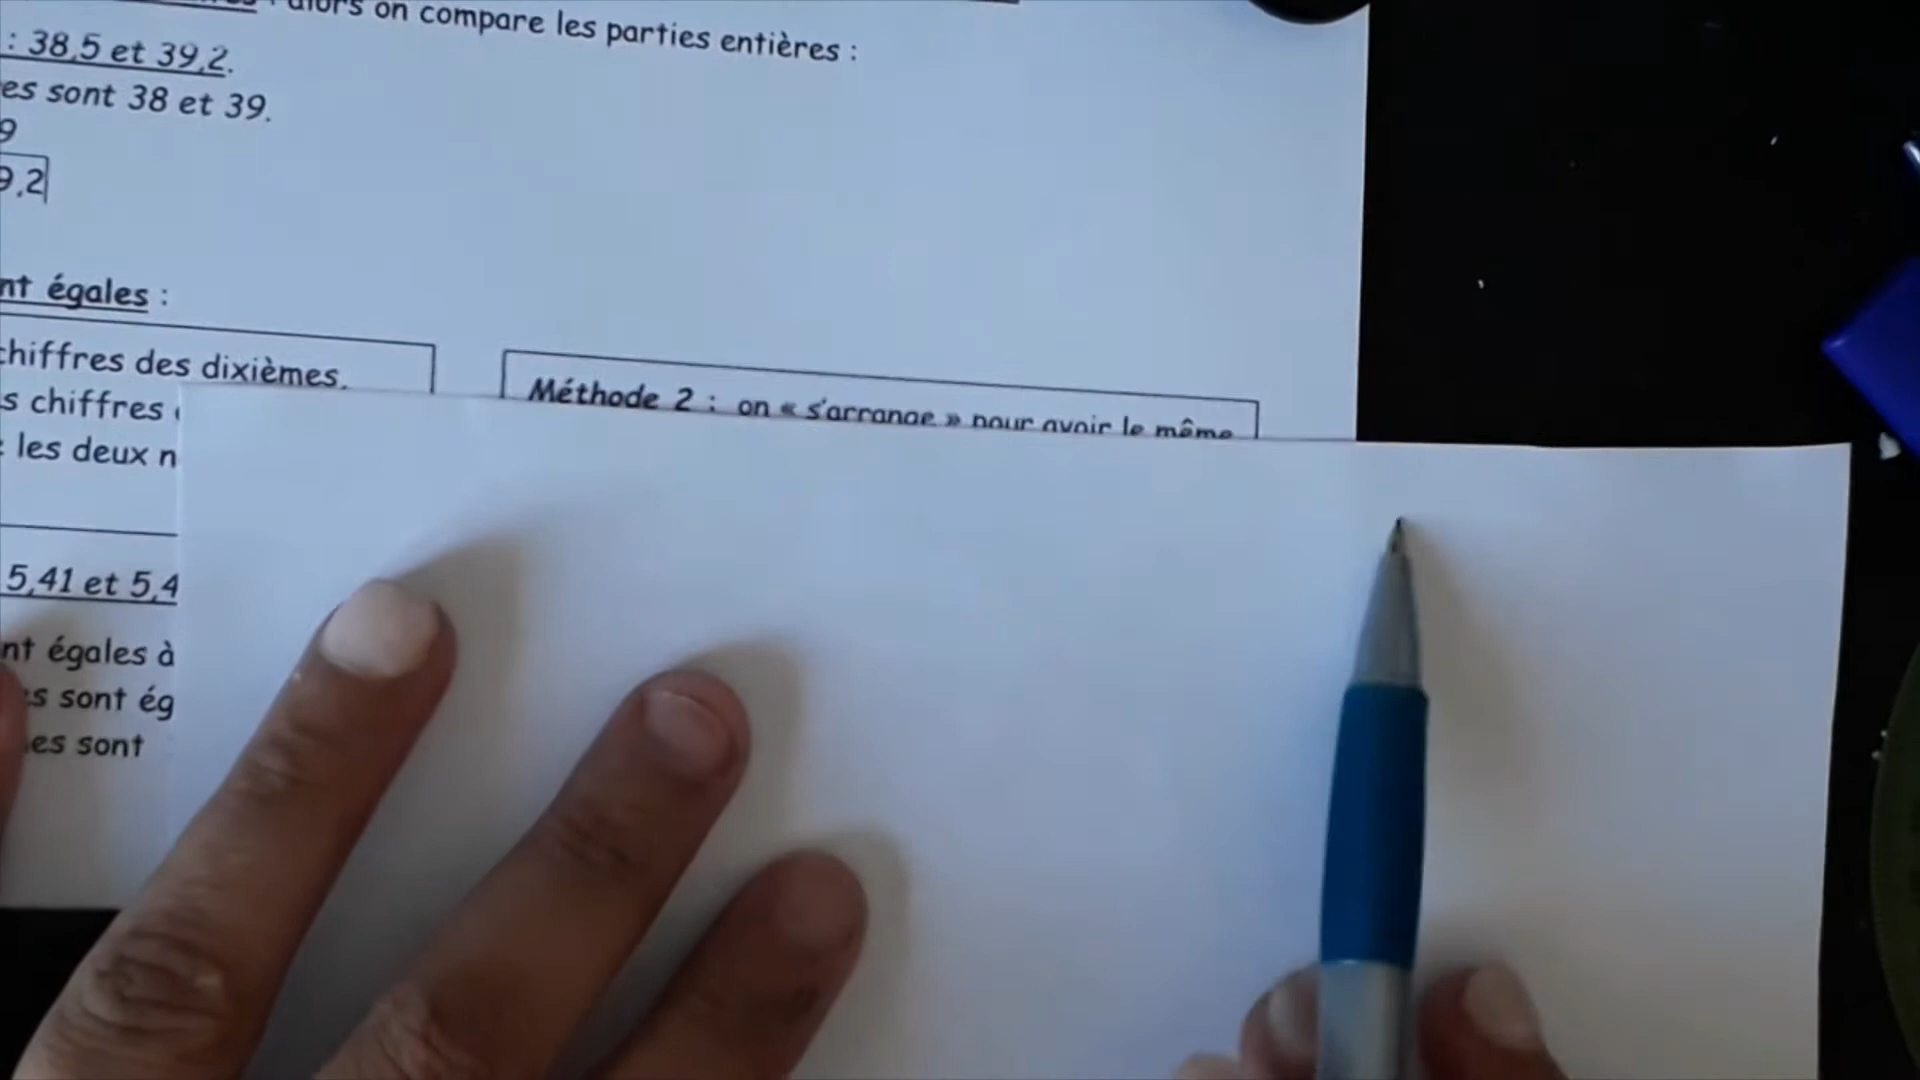 alors on compare les parties entières :
: 38,5 et 39,2.
es sont 38 et 39.
9
9,2
nt égales :
chiffres des dixièmes.
s chiffres
les deux n
Méthode 2 : on « s'arrange » pour avoir le même
5,41 et 5,4
nt égales à
s sont ég
es sont